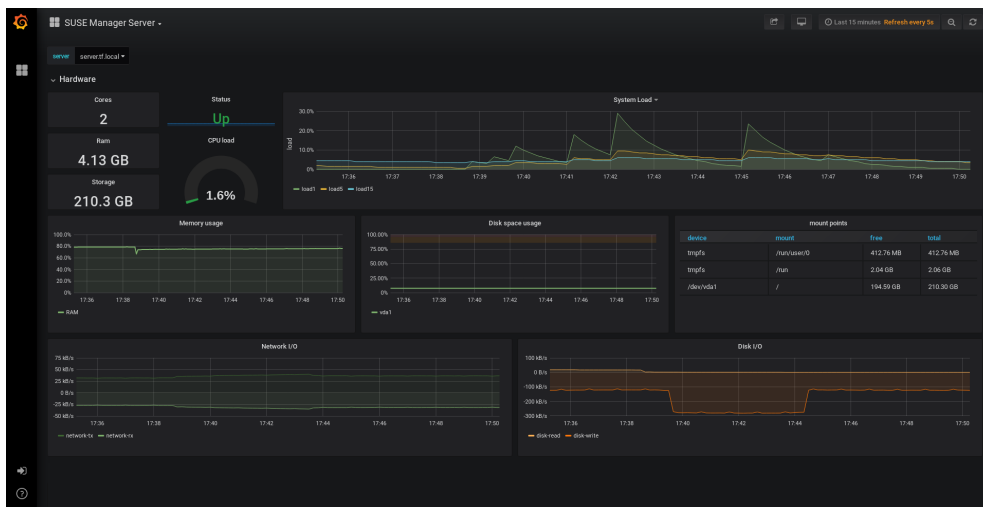 SUSE Manager Server
Last 15 minutes Refresh every 5s
server server.tf.local
Hardware
Cores
2
Status
Up
System Load
30.0%
20.0%
10.0%
0%
load
17:36 17:37 17:38 17:39 17:40 17:41 17:42 17:43 17:44 17:45 17:46 17:47 17:48 17:49 17:50
load1 load5 load15
Ram
4.13 GB
CPU load
1.6%
Storage
210.3 GB
Memory usage
100.0%
80.0%
60.0%
40.0%
20.0%
0%
17:36 17:38 17:40 17:42 17:44 17:46 17:48 17:50
RAM
Disk space usage
100.00%
75.00%
50.00%
25.00%
0%
17:36 17:38 17:40 17:42 17:44 17:46 17:48 17:50
vda1
mount points
device mount free total
tmpfs /run/user/0 412.76 MB 412.76 MB
tmpfs /run 2.04 GB 2.06 GB
/dev/vda1 / 194.59 GB 210.30 GB
Network I/O
75 kB/s
50 kB/s
25 kB/s
0 B/s
-25 kB/s
-50 kB/s
17:36 17:38 17:40 17:42 17:44 17:46 17:48 17:50
network-tx network-rx
Disk I/O
100 kB/s
0 B/s
-100 kB/s
-200 kB/s
-300 kB/s
17:36 17:38 17:40 17:42 17:44 17:46 17:48 17:50
disk-read disk-write